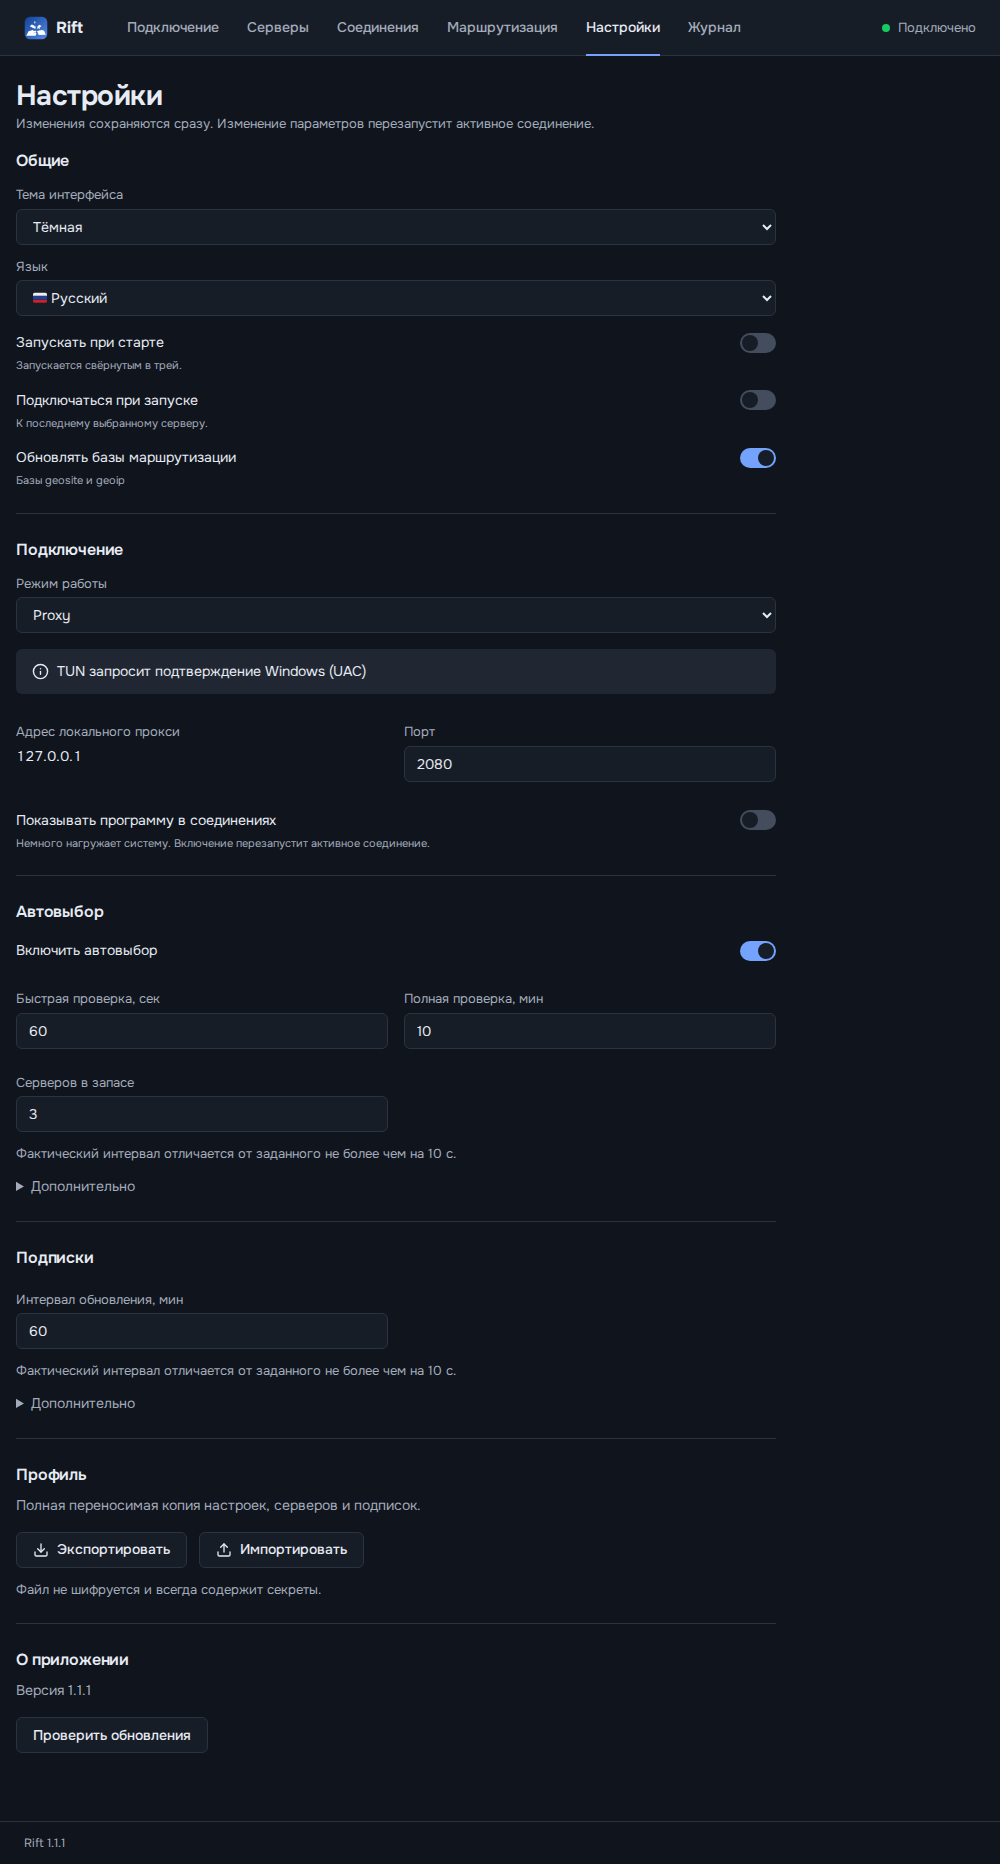 Rift
Подключение
Серверы
Соединения
Маршрутизация
Настройки
Журнал
Подключено
Настройки
Изменения сохраняются сразу. Изменение параметров перезапустит активное соединение.
Общие
Тема интерфейса
Тёмная
Язык
Русский
Запускать при старте
Запускается свёрнутым в трей.
Подключаться при запуске
К последнему выбранному серверу.
Обновлять базы маршрутизации
Базы geosite и geoip
Подключение
Режим работы
Proxy
TUN запросит подтверждение Windows (UAC)
Адрес локального прокси
127.0.0.1
Порт
2080
Показывать программу в соединениях
Немного нагружает систему. Включение перезапустит активное соединение.
Автовыбор
Включить автовыбор
Быстрая проверка, сек
60
Полная проверка, мин
10
Серверов в запасе
3
Фактический интервал отличается от заданного не более чем на 10 с.
Дополнительно
Подписки
Интервал обновления, мин
60
Фактический интервал отличается от заданного не более чем на 10 с.
Дополнительно
Профиль
Полная переносимая копия настроек, серверов и подписок.
Экспортировать
Импортировать
Файл не шифруется и всегда содержит секреты.
О приложении
Версия 1.1.1
Проверить обновления
Rift 1.1.1